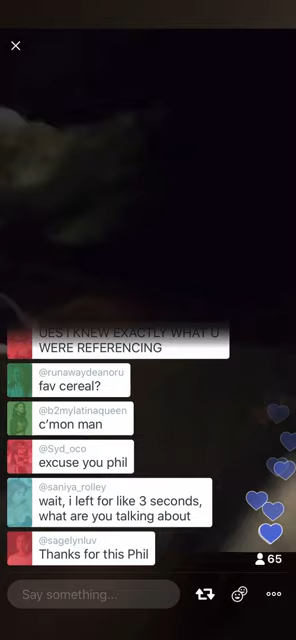 UEST KNEW EXACTLY WHAT U
WERE REFERENCING
@runawaydeanoru
fav cereal?
@b2mylatinaqueen
c'mon man
@Syd_oco
excuse you phil
@saniya_rolley
wait, i left for like 3 seconds,
what are you talking about
@sagelynluv
Thanks for this Phil
65
Say something...